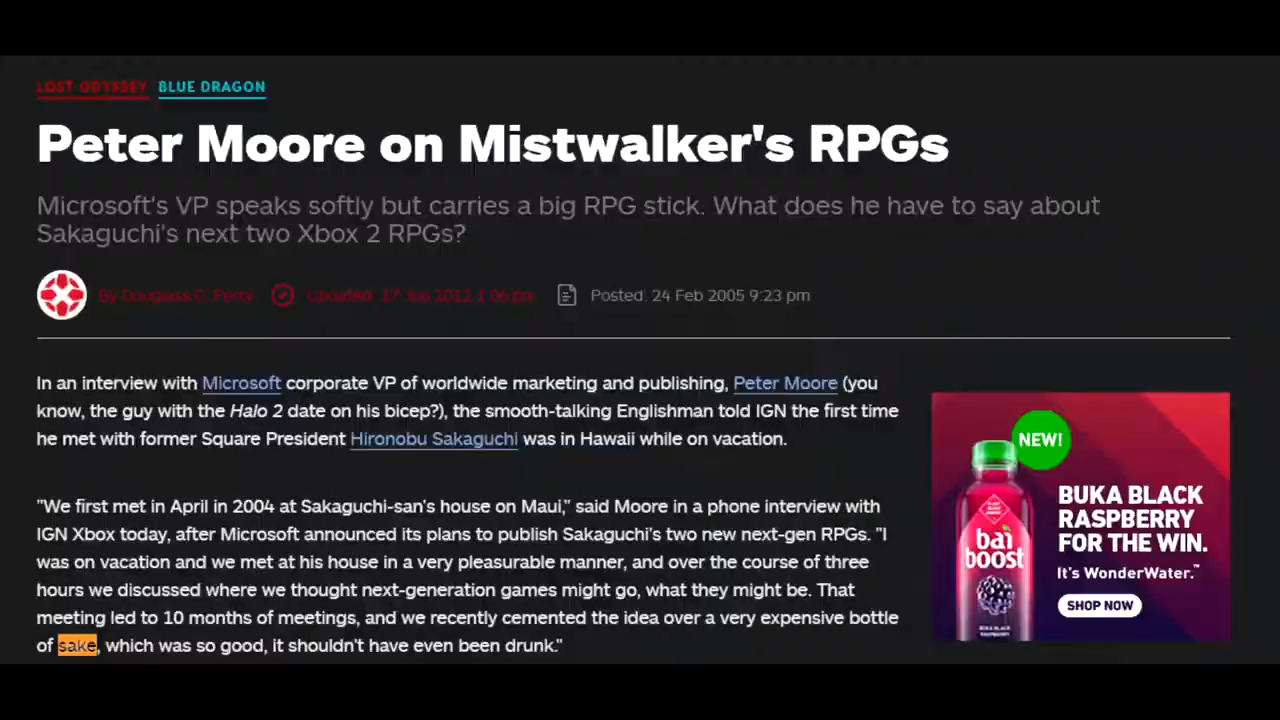 LOST ODYSSEY BLUE DRAGON
Peter Moore on Mistwalker's RPGs
Microsoft's VP speaks softly but carries a big RPG stick. What does he have to say about
Sakaguchi's next two Xbox 2 RPGs?
By Douglass C. Perry Updated: 17 Jun 2012 1:06 pm Posted: 24 Feb 2005 9:23 pm
In an interview with Microsoft corporate VP of worldwide marketing and publishing, Peter Moore (you
know, the guy with the Halo 2 date on his bicep?), the smooth-talking Englishman told IGN the first time
he met with former Square President Hironobu Sakaguchi was in Hawaii while on vacation.
"We first met in April in 2004 at Sakaguchi-san's house on Maui," said Moore in a phone interview with
IGN Xbox today, after Microsoft announced its plans to publish Sakaguchi's two new next-gen RPGs. "I
was on vacation and we met at his house in a very pleasurable manner, and over the course of three
hours we discussed where we thought next-generation games might go, what they might be. That
meeting led to 10 months of meetings, and we recently cemented the idea over a very expensive bottle
of sake, which was so good, it shouldn't have even been drunk."
NEW!
bai
boost
BUKA BLACK
RASPBERRY
FOR THE WIN.
It's WonderWater.™
SHOP NOW